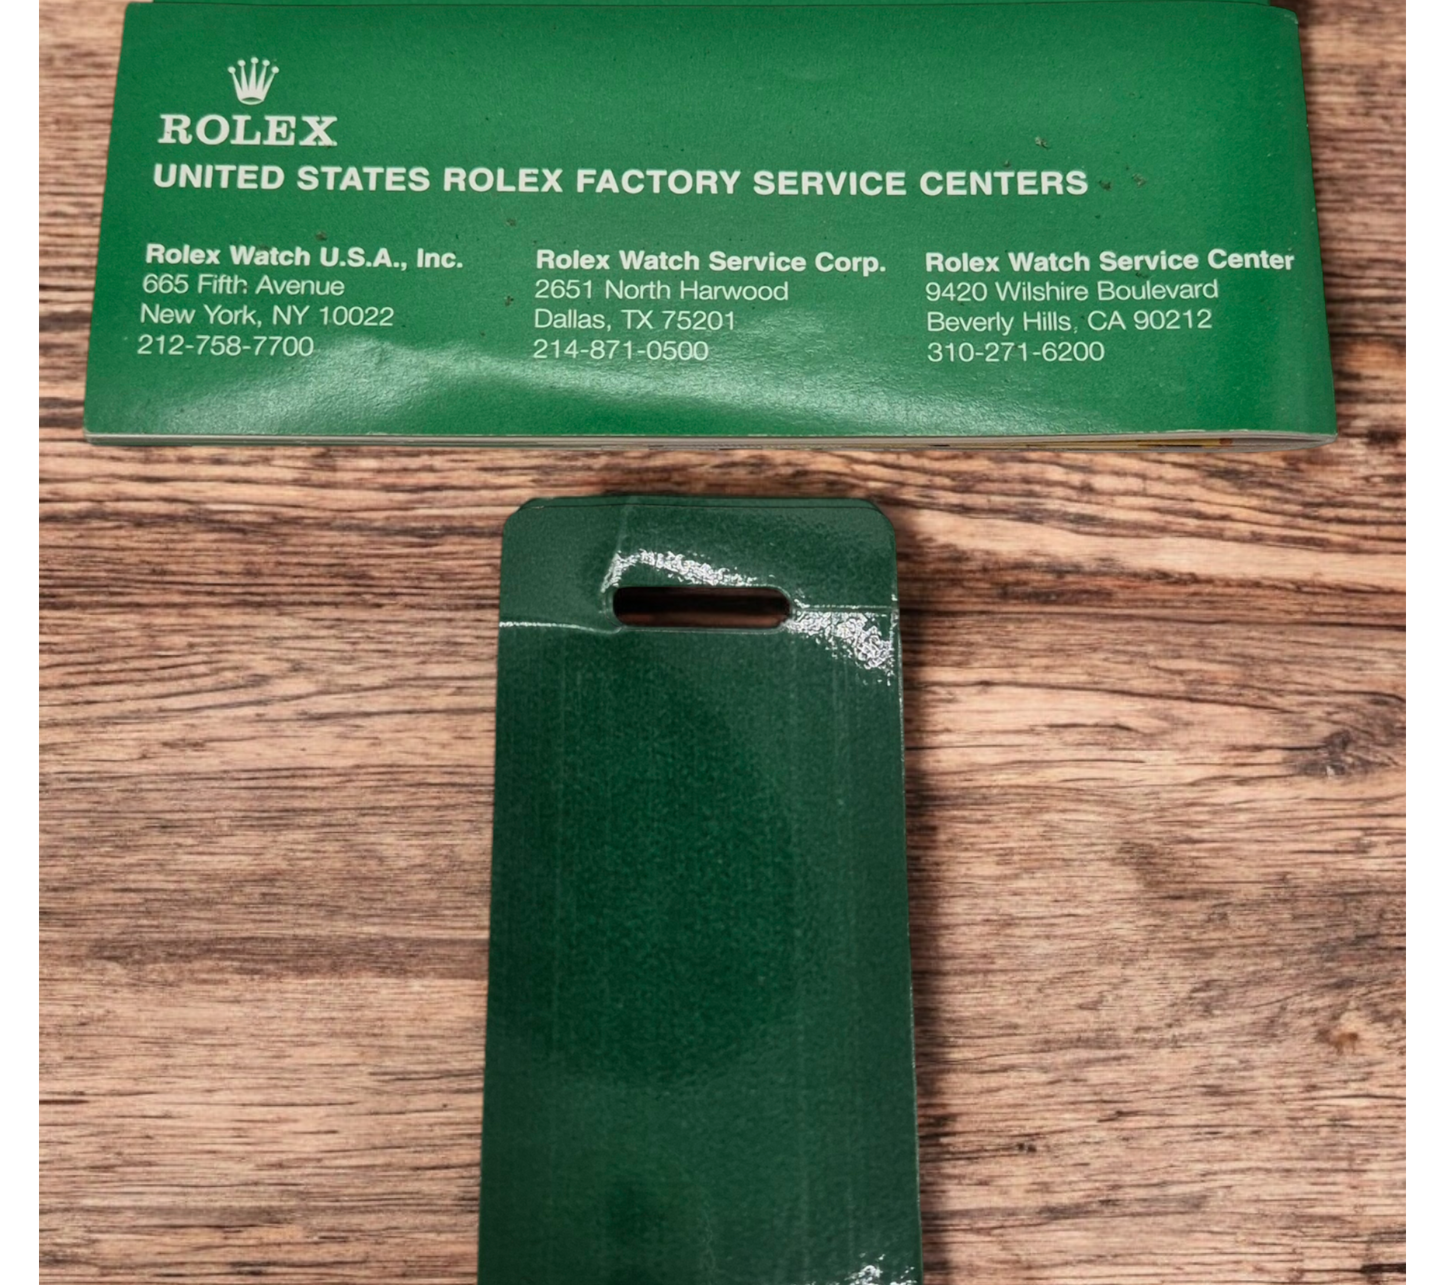 ROLEX
UNITED STATES ROLEX FACTORY SERVICE CENTERS
Rolex Watch U.S.A., Inc.
665 Fifth Avenue
New York, NY 10022
212-758-7700
Rolex Watch Service Corp.
2651 North Harwood
Dallas, TX 75201
214-871-0500
Rolex Watch Service Center
9420 Wilshire Boulevard
Beverly Hills, CA 90212
310-271-6200